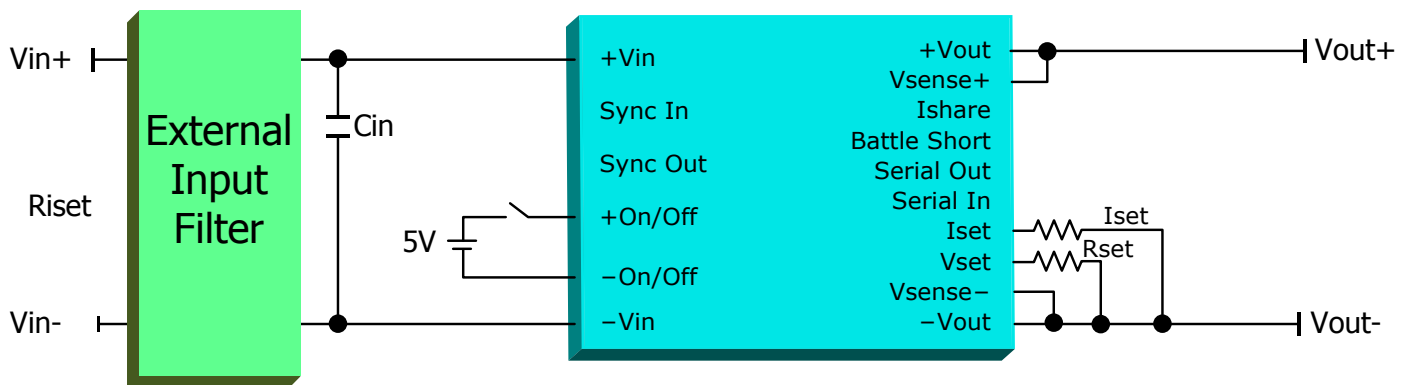 Vin+
Riset
Vin-
External
Input
Filter
Cin
5V
+Vin
Sync In
Sync Out
+On/Off
−On/Off
−Vin
+Vout
Vsense+
Ishare
Battle Short
Serial Out
Serial In
Iset
Vset
Vsense−
−Vout
Iset
Rset
Vout+
Vout-